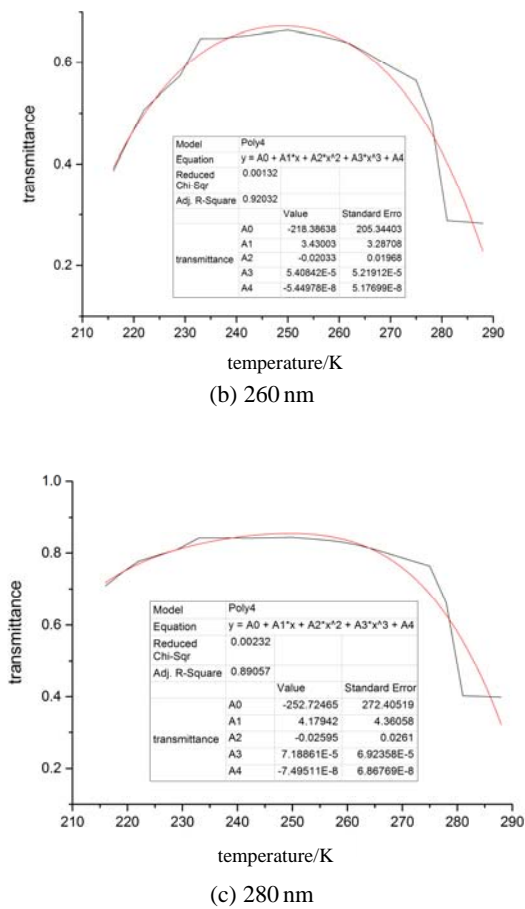 0.6
0.4
0.2
transmittance
Model Poly4
Equation y = A0 + A1*x + A2*x^2 + A3*x^3 + A4
Reduced Chi-Sqr 0.00132
Adj. R-Square 0.92032
Value Standard Erro
transmittance
A0 -218.38638 205.34403
A1 3.43003 3.28708
A2 -0.02033 0.01968
A3 5.40842E-5 5.21912E-5
A4 -5.44978E-8 5.17699E-8
210 220 230 240 250 260 270 280 290
temperature/K
(b) 260 nm
1.0
0.8
0.6
0.4
0.2
transmittance
Model Poly4
Equation y = A0 + A1*x + A2*x^2 + A3*x^3 + A4
Reduced Chi-Sqr 0.00232
Adj. R-Square 0.89057
Value Standard Error
transmittance
A0 -252.72465 272.40519
A1 4.17942 4.36058
A2 -0.02595 0.0261
A3 7.18861E-5 6.92358E-5
A4 -7.49511E-8 6.86769E-8
210 220 230 240 250 260 270 280 290
temperature/K
(c) 280 nm